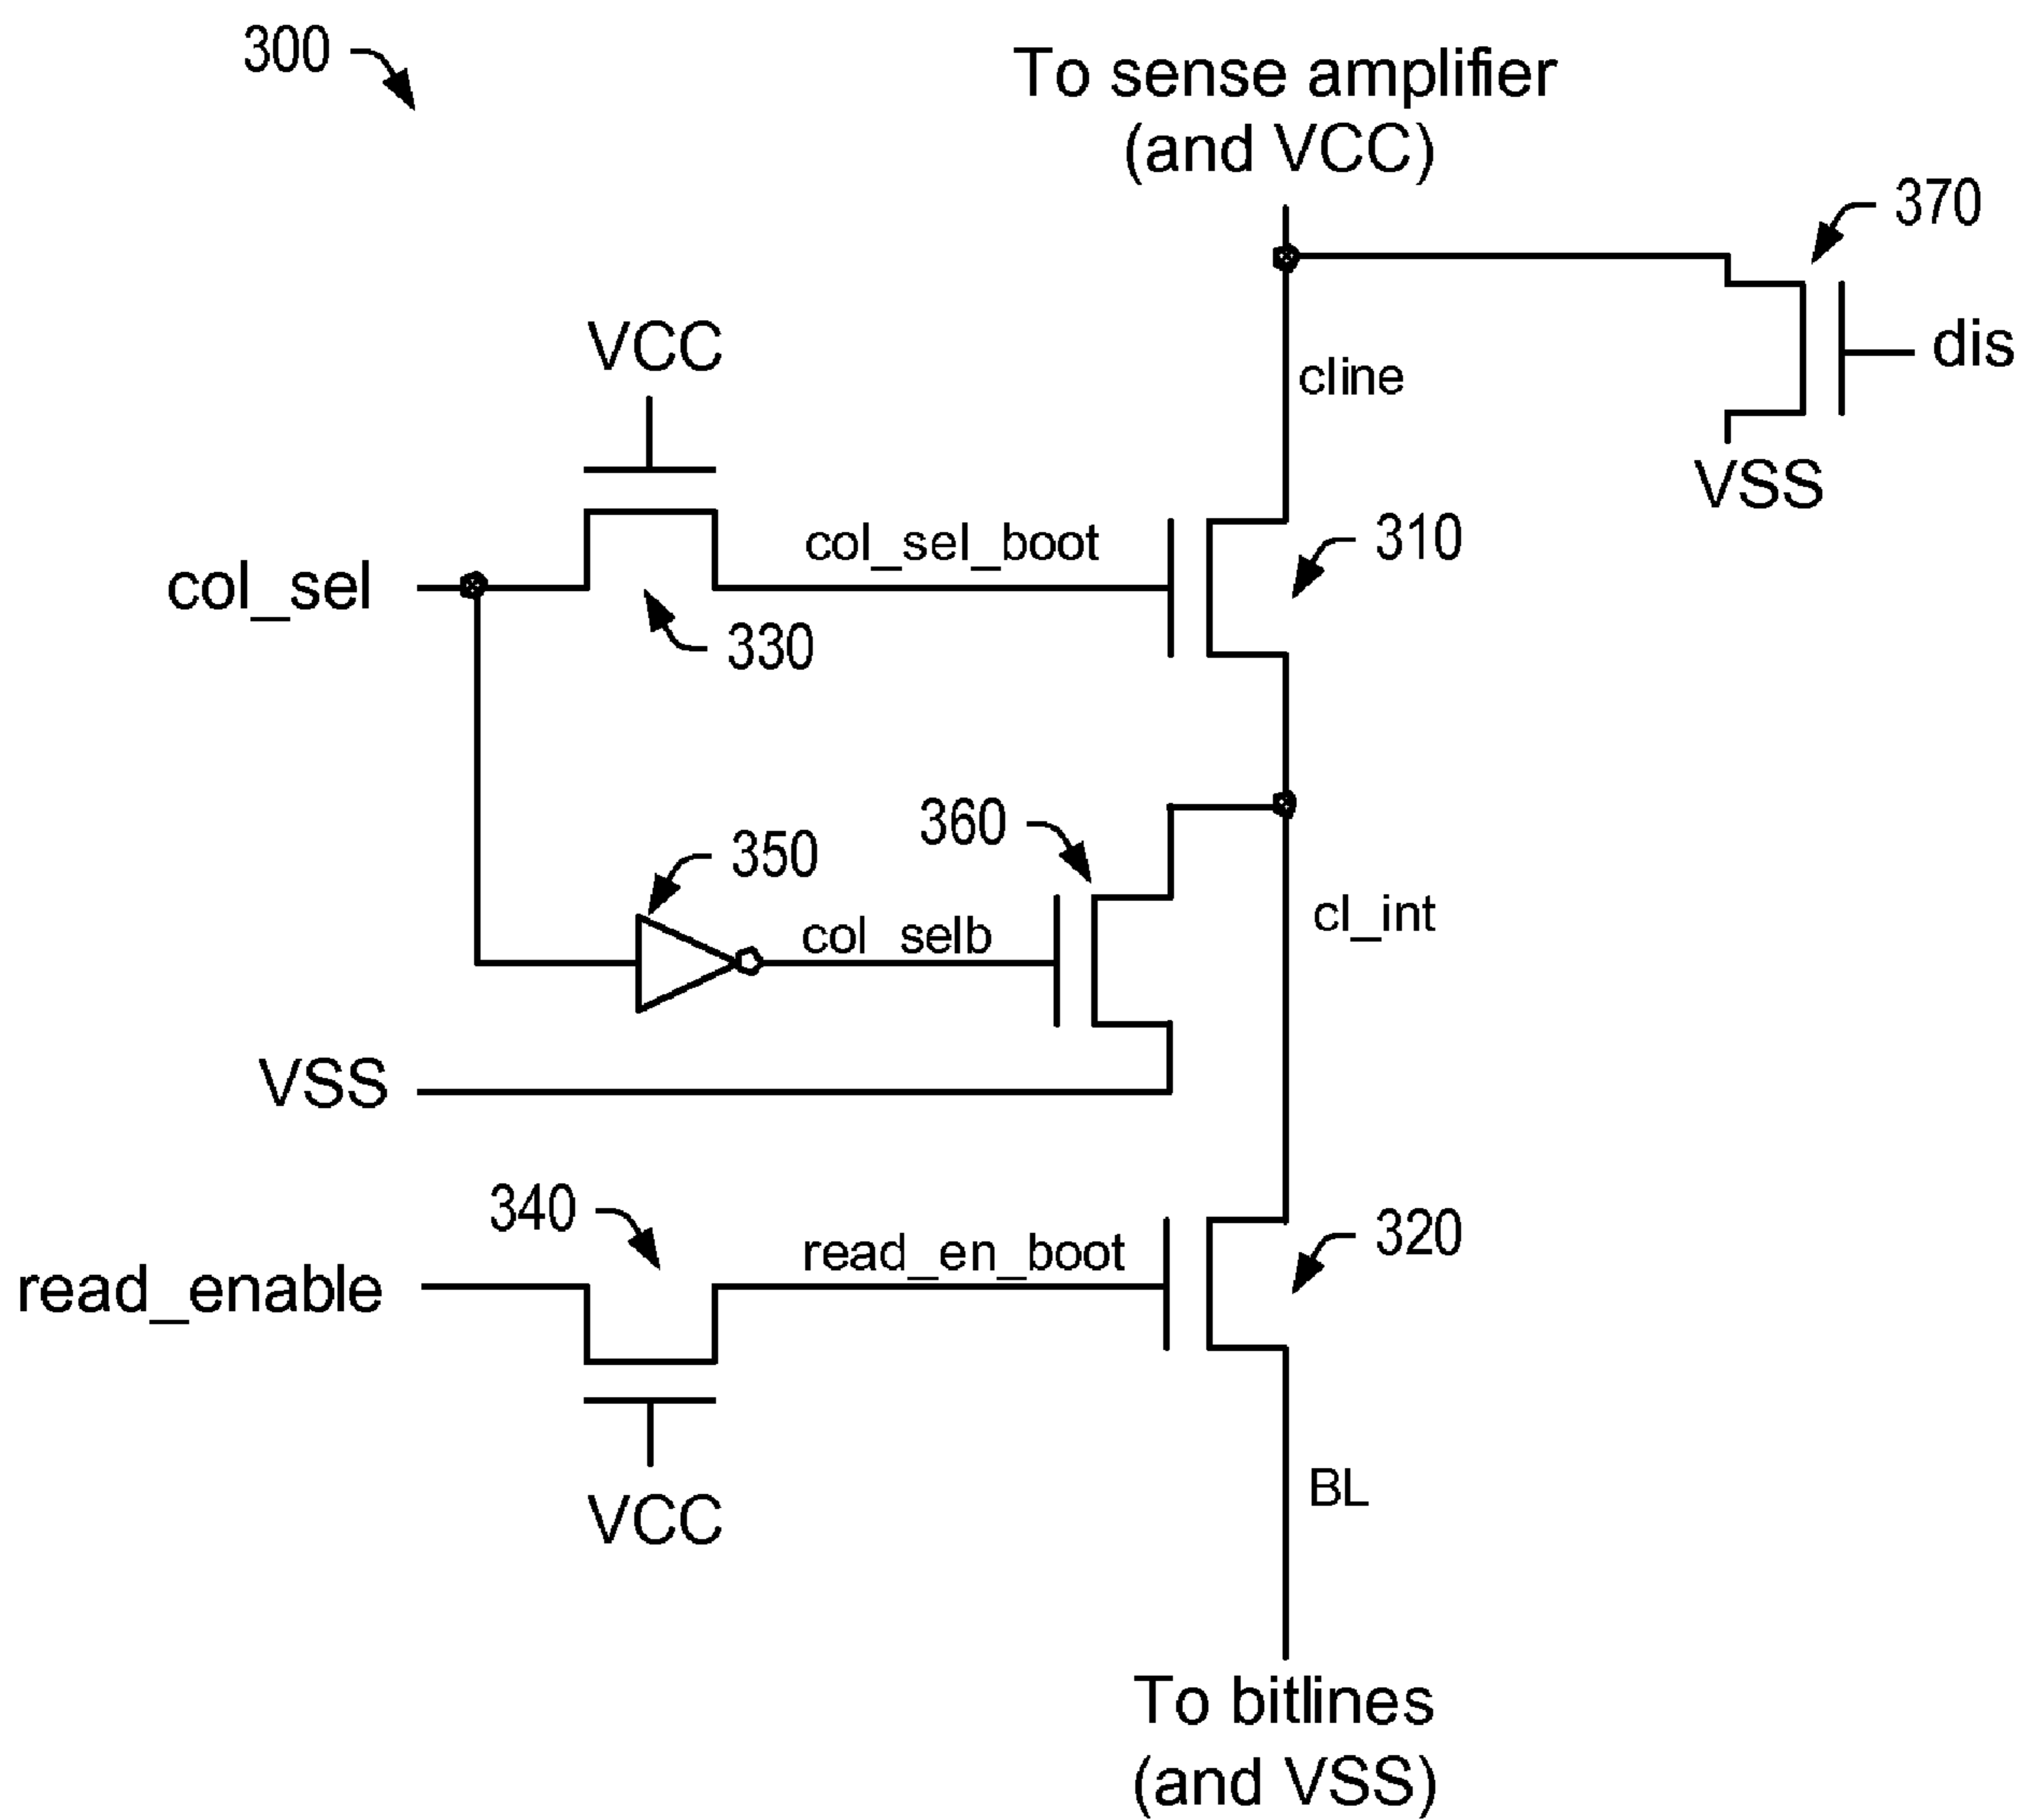 300
To sense amplifier
(and VCC)
370
VCC
dis
cline
VSS
col_sel_boot
310
col_sel
330
360
350
cl_int
col_selb
VSS
340
read_en_boot
320
read_enable
BL
VCC
To bitlines
(and VSS)